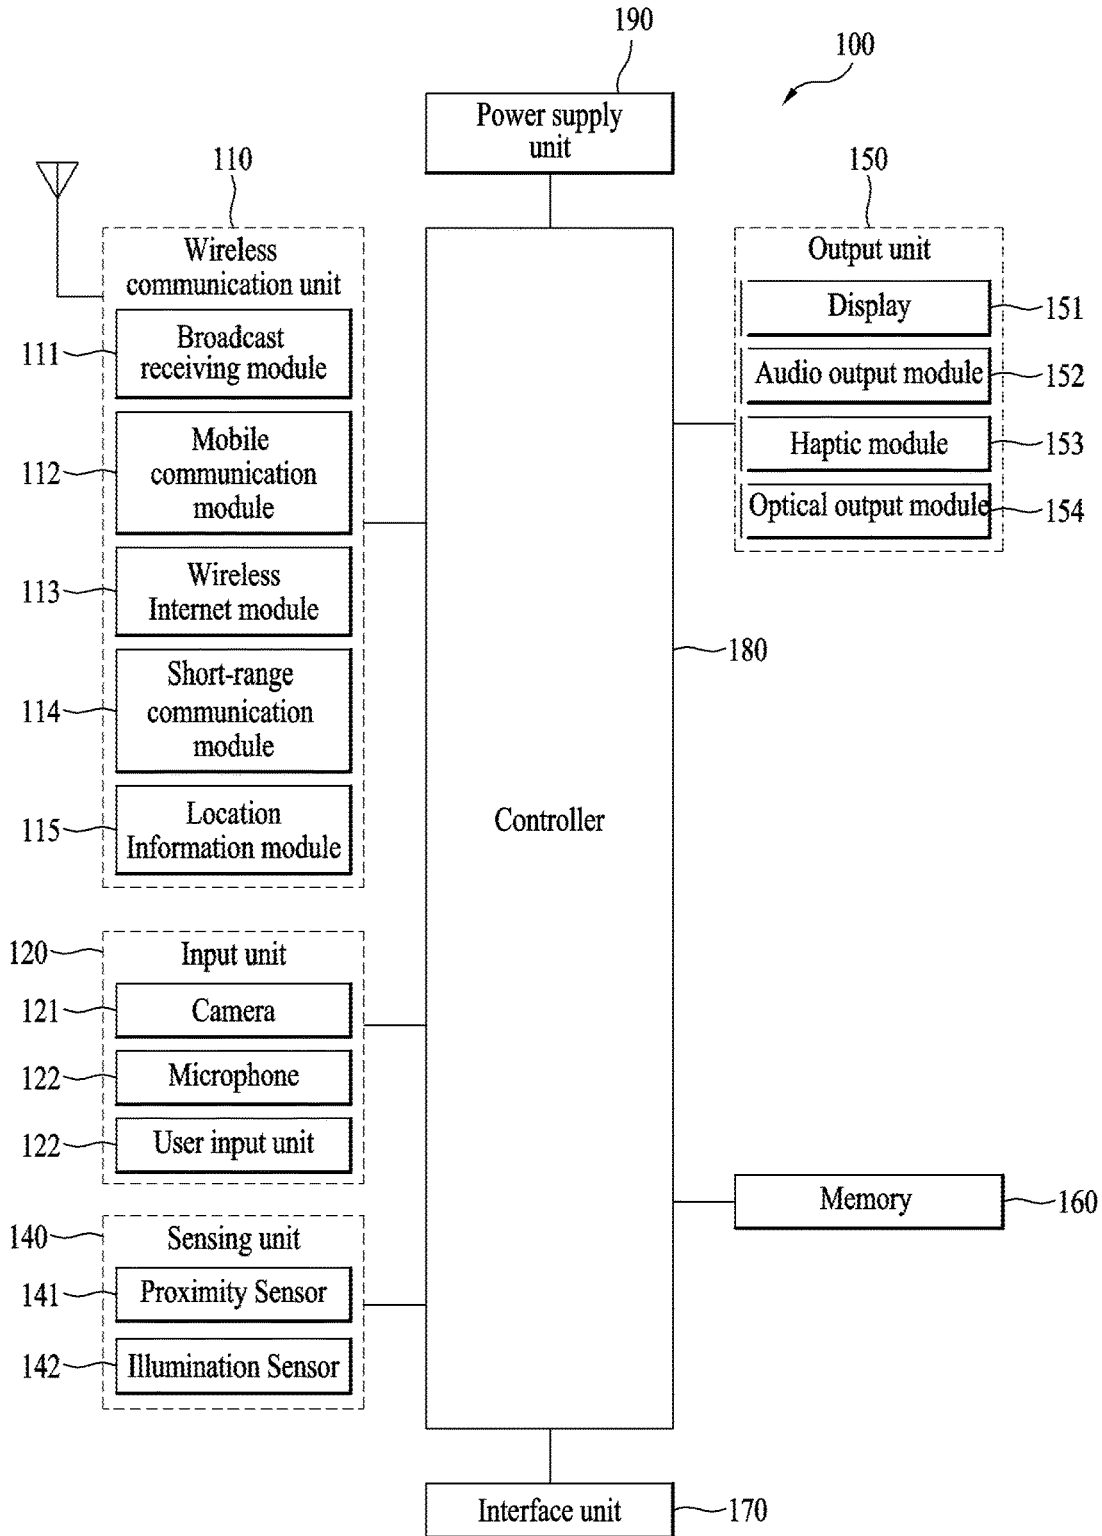 190
100
Power supply
unit
110
Wireless
communication unit
111
Broadcast
receiving module
112
Mobile
communication
module
113
Wireless
Internet module
114
Short-range
communication
module
115
Location
Information module
120
Input unit
121
Camera
122
Microphone
122
User input unit
140
Sensing unit
141
Proximity Sensor
142
Illumination Sensor
Controller
180
150
Output unit
Display
151
Audio output module
152
Haptic module
153
Optical output module
154
Memory
160
Interface unit
170